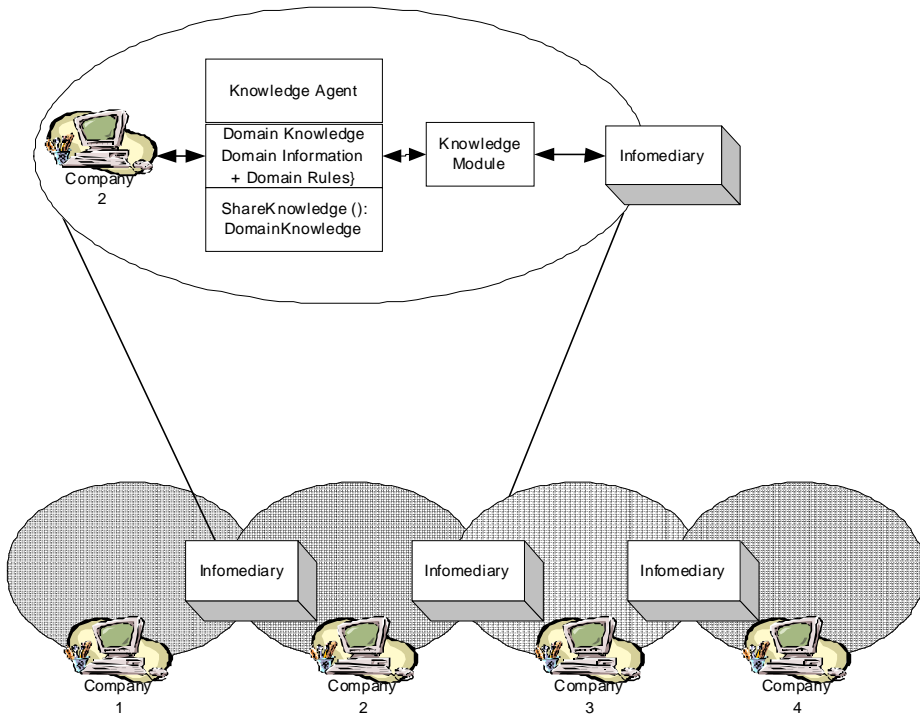 Knowledge Agent
Domain Knowledge
Domain Information
+ Domain Rules}
ShareKnowledge ():
DomainKnowledge
Company
2
Knowledge
Module
Infomediary
Infomediary
Infomediary
Infomediary
Company
1
Company
2
Company
3
Company
4